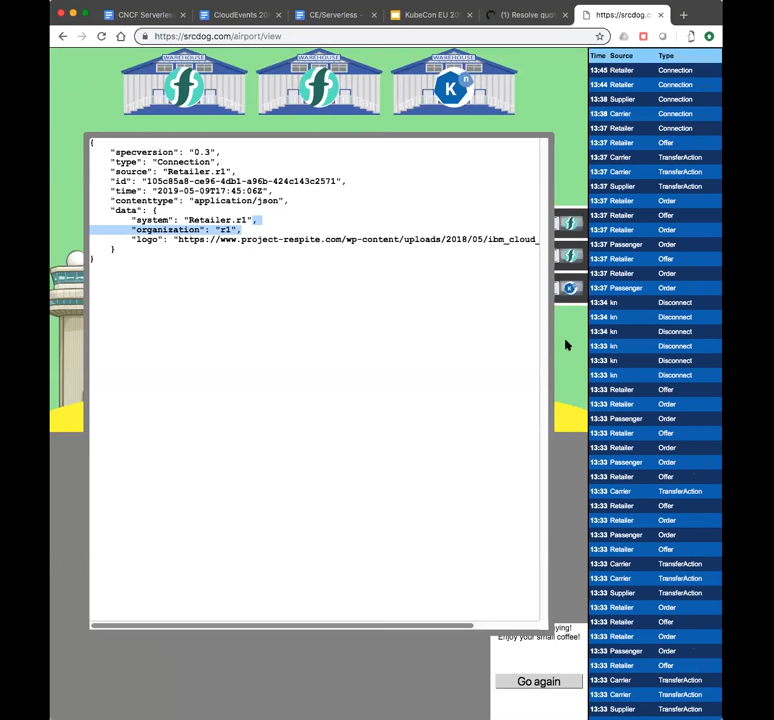 CNCF Serverles
CloudEvents 20
CE/Serverless -
KubeCon EU 20
(1) Resolve quo
https://srcdog.com
https://srcdog.com/airport/view
WAREHOUSE
WAREHOUSE
WAREHOUSE
{
"specversion": "0.3",
"type": "Connection",
"source": "Retailer.r1",
"id": "105c85a8-ce96-4db1-a96b-424c143c2571",
"time": "2019-05-09T17:45:06Z",
"contenttype": "application/json",
"data": {
"system": "Retailer.r1",
"organization": "r1",
"logo": "https://www.project-respite.com/wp-content/uploads/2018/05/ibm_cloud_
}
}
ying!
Enjoy your small coffee!
Go again
Time Source Type
13:45 Retailer Connection
13:44 Retailer Connection
13:38 Supplier Connection
13:38 Carrier Connection
13:37 Retailer Connection
13:37 Retailer Offer
13:37 Carrier TransferAction
13:37 Carrier TransferAction
13:37 Supplier TransferAction
13:37 Retailer Order
13:37 Retailer Offer
13:37 Retailer Order
13:37 Passenger Order
13:37 Retailer Offer
13:37 Retailer Order
13:37 Passenger Order
13:34 kn Disconnect
13:34 kn Disconnect
13:34 kn Disconnect
13:33 kn Disconnect
13:33 kn Disconnect
13:33 kn Disconnect
13:33 Retailer Offer
13:33 Retailer Order
13:33 Passenger Order
13:33 Retailer Offer
13:33 Retailer Order
13:33 Passenger Order
13:33 Retailer Offer
13:33 Carrier TransferAction
13:33 Retailer Offer
13:33 Retailer Order
13:33 Passenger Order
13:33 Retailer Offer
13:33 Carrier TransferAction
13:33 Carrier TransferAction
13:33 Supplier TransferAction
13:33 Retailer Order
13:33 Retailer Offer
13:33 Retailer Order
13:33 Passenger Order
13:33 Retailer Offer
13:33 Carrier TransferAction
13:33 Carrier TransferAction
13:33 Supplier TransferAction